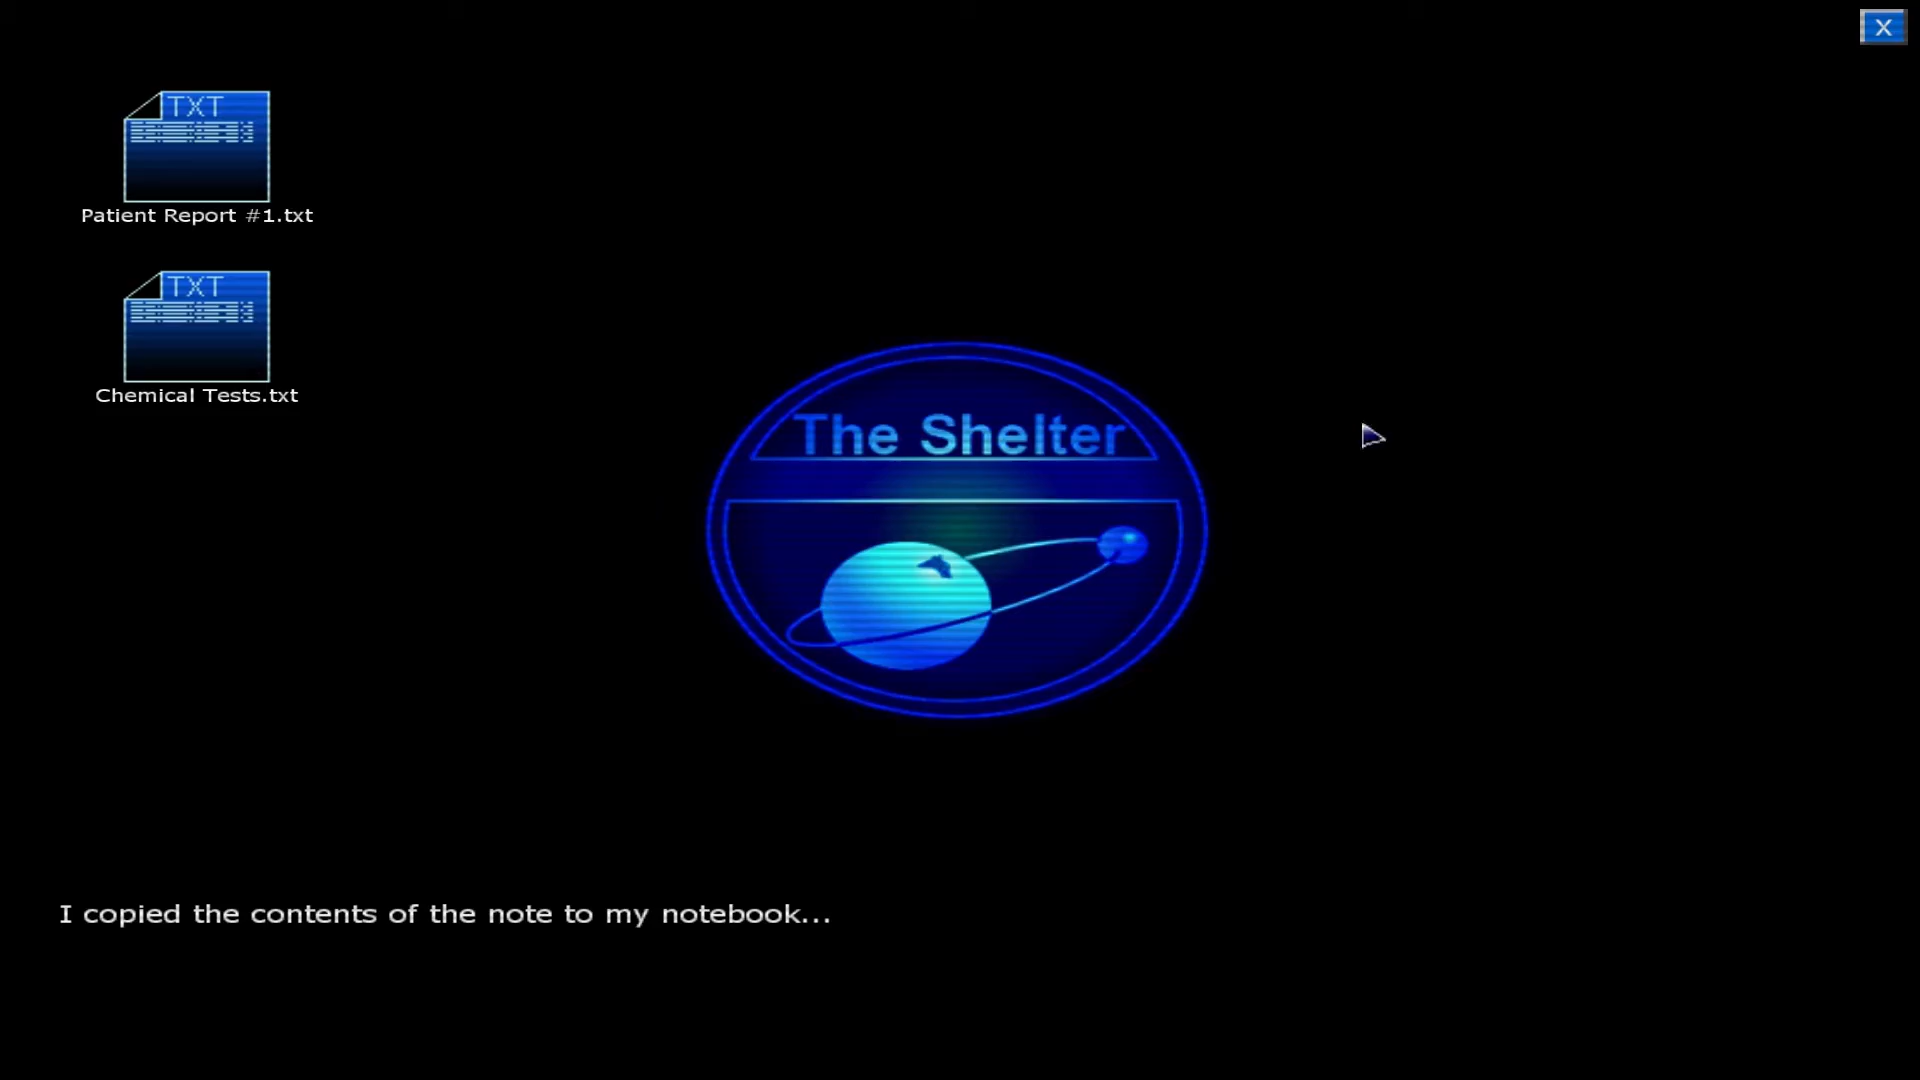 X
TXT
Patient Report #1.txt
TXT
Chemical Tests.txt
The Shelter
I copied the contents of the note to my notebook...